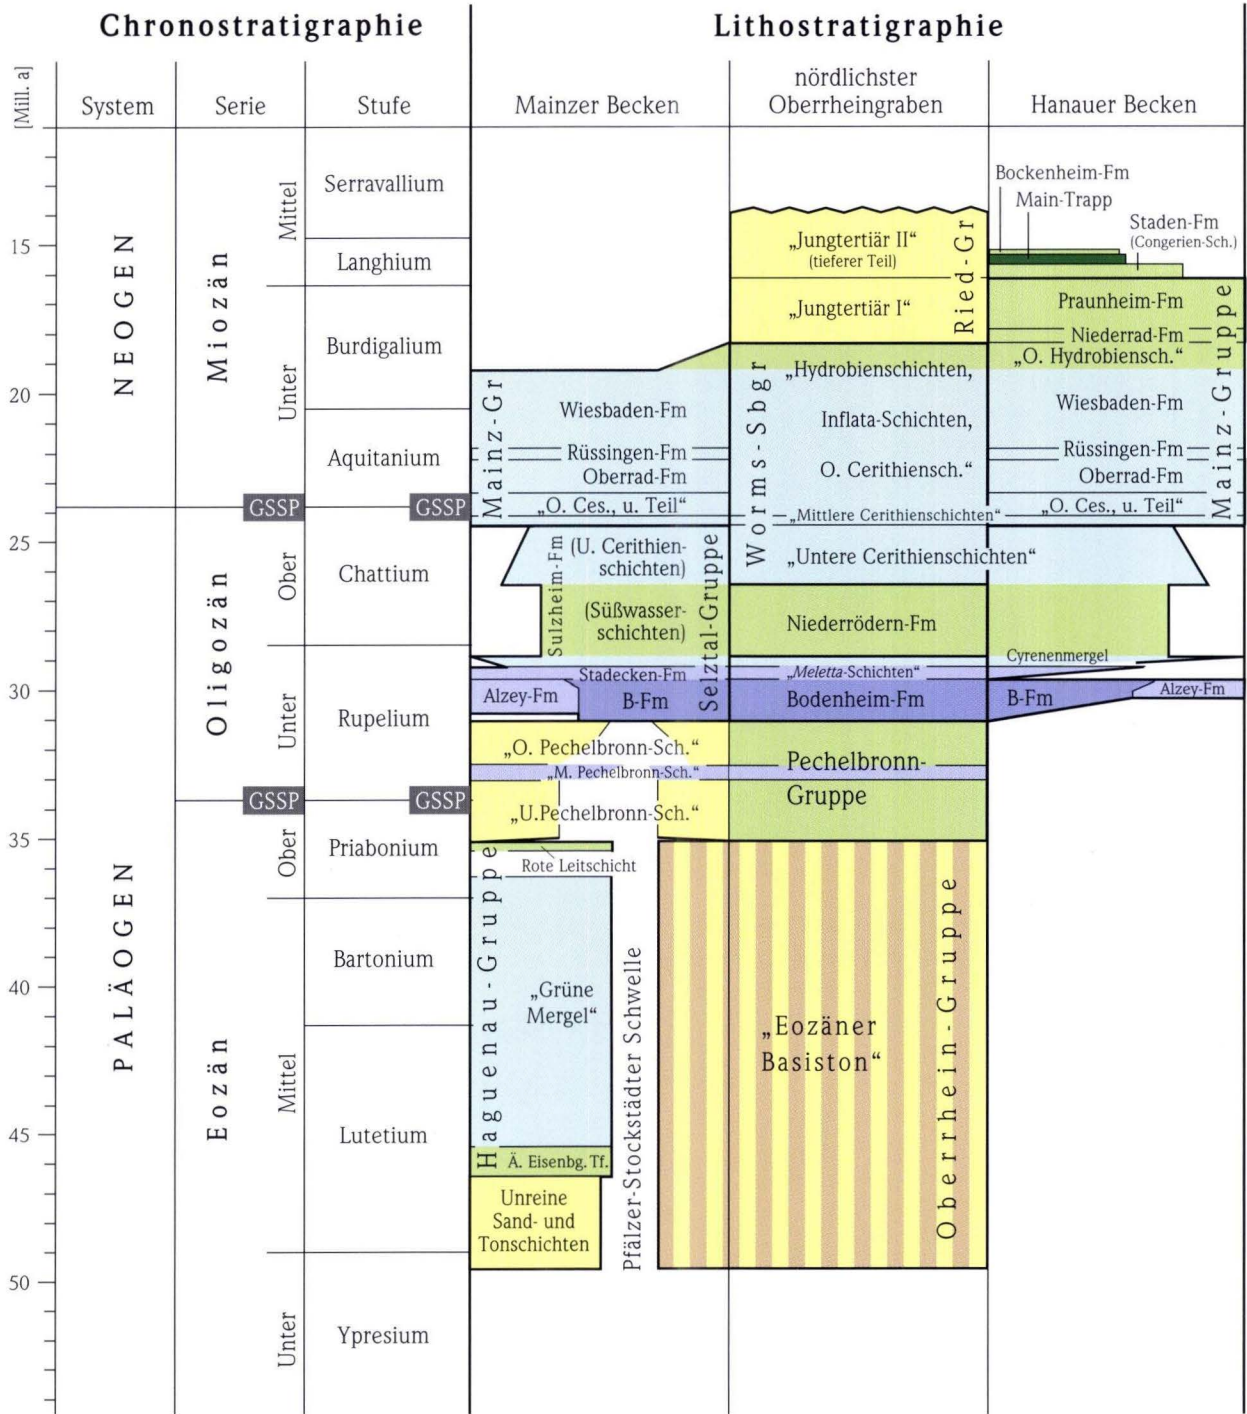 Chronostratigraphie
Lithostratigraphie
[Mill. a]
System
Serie
Stufe
Mainzer Becken
nördlichster
Oberrheingraben
Hanauer Becken
15
20
25
30
35
40
45
50
NEOGEN
PALÄOGEN
Miozän
Oligozän
Eozän
Mittel
Unter
Ober
Unter
Ober
Mittel
Unter
GSSP
GSSP
GSSP
GSSP
Serravallium
Langhium
Burdigalium
Aquitanium
Chattium
Rupelium
Priabonium
Bartonium
Lutetium
Ypresium
Mainz-Gr
Wiesbaden-Fm
Rüssingen-Fm
Oberrad-Fm
„O. Ces., u. Teil“
Sulzheim-Fm
(U. Cerithien-
schichten)
(Süßwasser-
schichten)
Selztal-Gruppe
Stadecken-Fm
Alzey-Fm
B-Fm
„O. Pechelbronn-Sch.“
„M. Pechelbronn-Sch.“
„U.Pechelbronn-Sch.“
Haguenau-Gruppe
Rote Leitschicht
„Grüne
Mergel“
Ä. Eisenbg. Tf.
Unreine
Sand- und
Tonschichten
Pfälzer-Stockstädter Schwelle
„Jungtertiär II“
(tieferer Teil)
„Jungtertiär I“
Ried-Gr
Worms-Sbgr
„Hydrobienschichten,
Inflata-Schichten,
O. Cerithiensch.“
„Mittlere Cerithienschichten“
„Untere Cerithienschichten“
Niederrödern-Fm
„Meletta-Schichten“
Bodenheim-Fm
Pechelbronn-
Gruppe
„Eozäner
Basiston“
Oberrhein-Gruppe
Bockenheim-Fm
Main-Trapp
Staden-Fm
(Congerien-Sch.)
Praunheim-Fm
Niederrad-Fm
„O. Hydrobiensch.“
Wiesbaden-Fm
Rüssingen-Fm
Oberrad-Fm
„O. Ces., u. Teil“
Mainz-Gruppe
Cyrenenmergel
B-Fm
Alzey-Fm